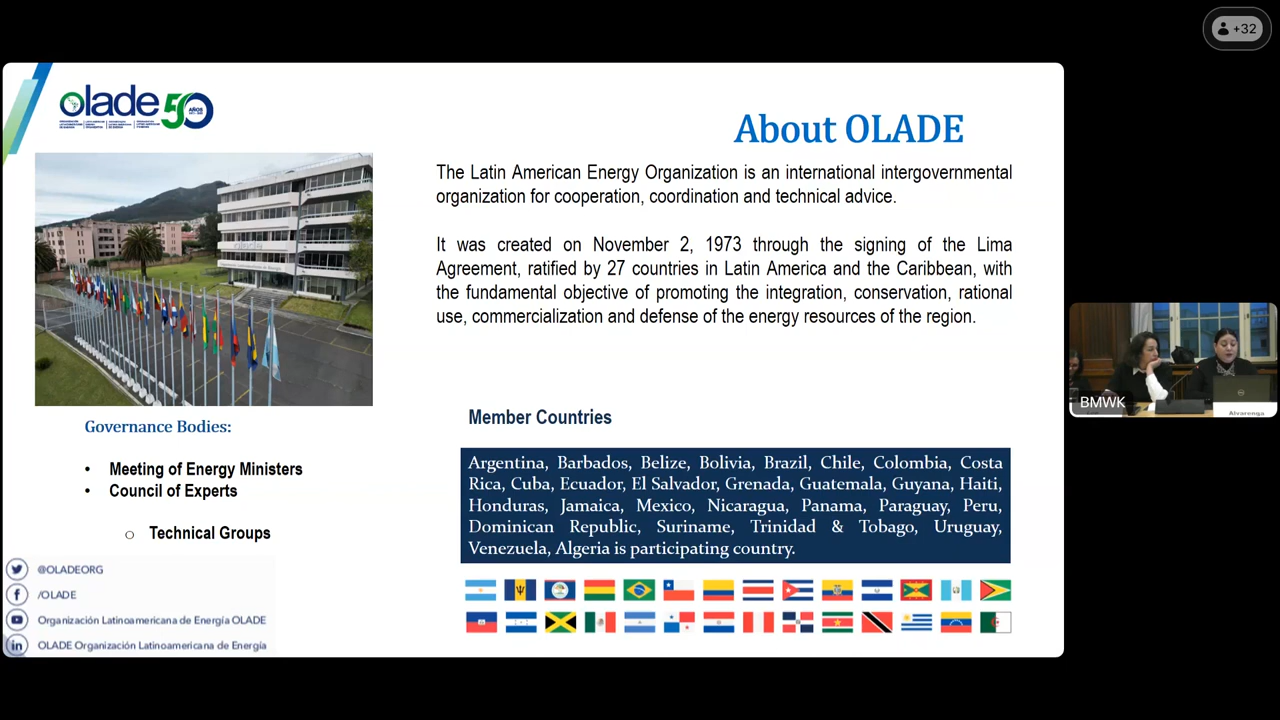 +32
olade 50
AÑOS
About OLADE
The Latin American Energy Organization is an international intergovernmental
organization for cooperation, coordination and technical advice.
It was created on November 2, 1973 through the signing of the Lima
Agreement, ratified by 27 countries in Latin America and the Caribbean, with
the fundamental objective of promoting the integration, conservation, rational
use, commercialization and defense of the energy resources of the region.
Governance Bodies:
• Meeting of Energy Ministers
• Council of Experts
o Technical Groups
Member Countries
Argentina, Barbados, Belize, Bolivia, Brazil, Chile, Colombia, Costa
Rica, Cuba, Ecuador, El Salvador, Grenada, Guatemala, Guyana, Haiti,
Honduras, Jamaica, Mexico, Nicaragua, Panama, Paraguay, Peru,
Dominican Republic, Suriname, Trinidad & Tobago, Uruguay,
Venezuela, Algeria is participating country.
@OLADEORG
/OLADE
Organización Latinoamericana de Energía OLADE
OLADE Organización Latinoamericana de Energía
BMWK
Alvarenga